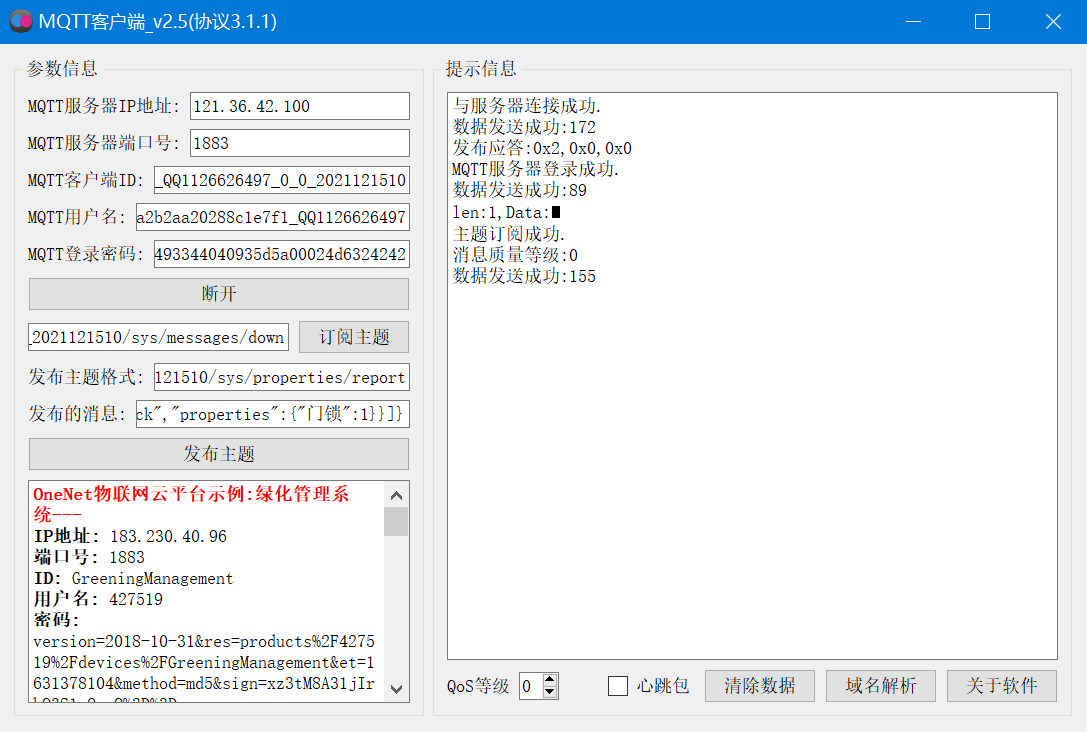 MQTT客户端_v2.5(协议3.1.1)
参数信息
MQTT服务器IP地址: 121.36.42.100
MQTT服务器端口号: 1883
MQTT客户端ID: _QQ1126626497_0_0_2021121510
MQTT用户名: a2b2aa20288c1e7f1_QQ1126626497
MQTT登录密码: 493344040935d5a00024d6324242
断开
_2021121510/sys/messages/down 订阅主题
发布主题格式: 121510/sys/properties/report
发布的消息: ck","properties":{"门锁":1}}]}
发布主题
OneNet物联网云平台示例:绿化管理系
统---
IP地址: 183.230.40.96
端口号: 1883
ID: GreeningManagement
用户名: 427519
密码:
version=2018-10-31&res=products%2F4275
19%2Fdevices%2FGreeningManagement&et=1
631378104&method=md5&sign=xz3tM8A31jIr
提示信息
与服务器连接成功.
数据发送成功:172
发布应答:0x2,0x0,0x0
MQTT服务器登录成功.
数据发送成功:89
len:1,Data:
主题订阅成功.
消息质量等级:0
数据发送成功:155
QoS等级 0 心跳包 清除数据 域名解析 关于软件